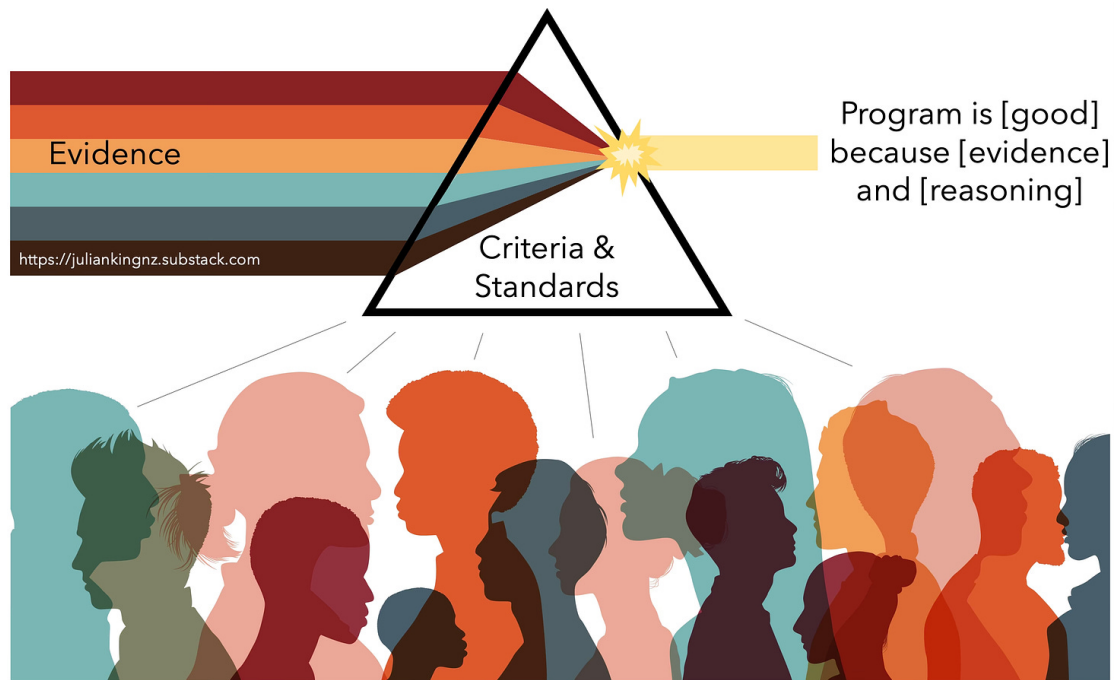 Evidence
https://juliankingnz.substack.com
Criteria &
Standards
Program is [good]
because [evidence]
and [reasoning]